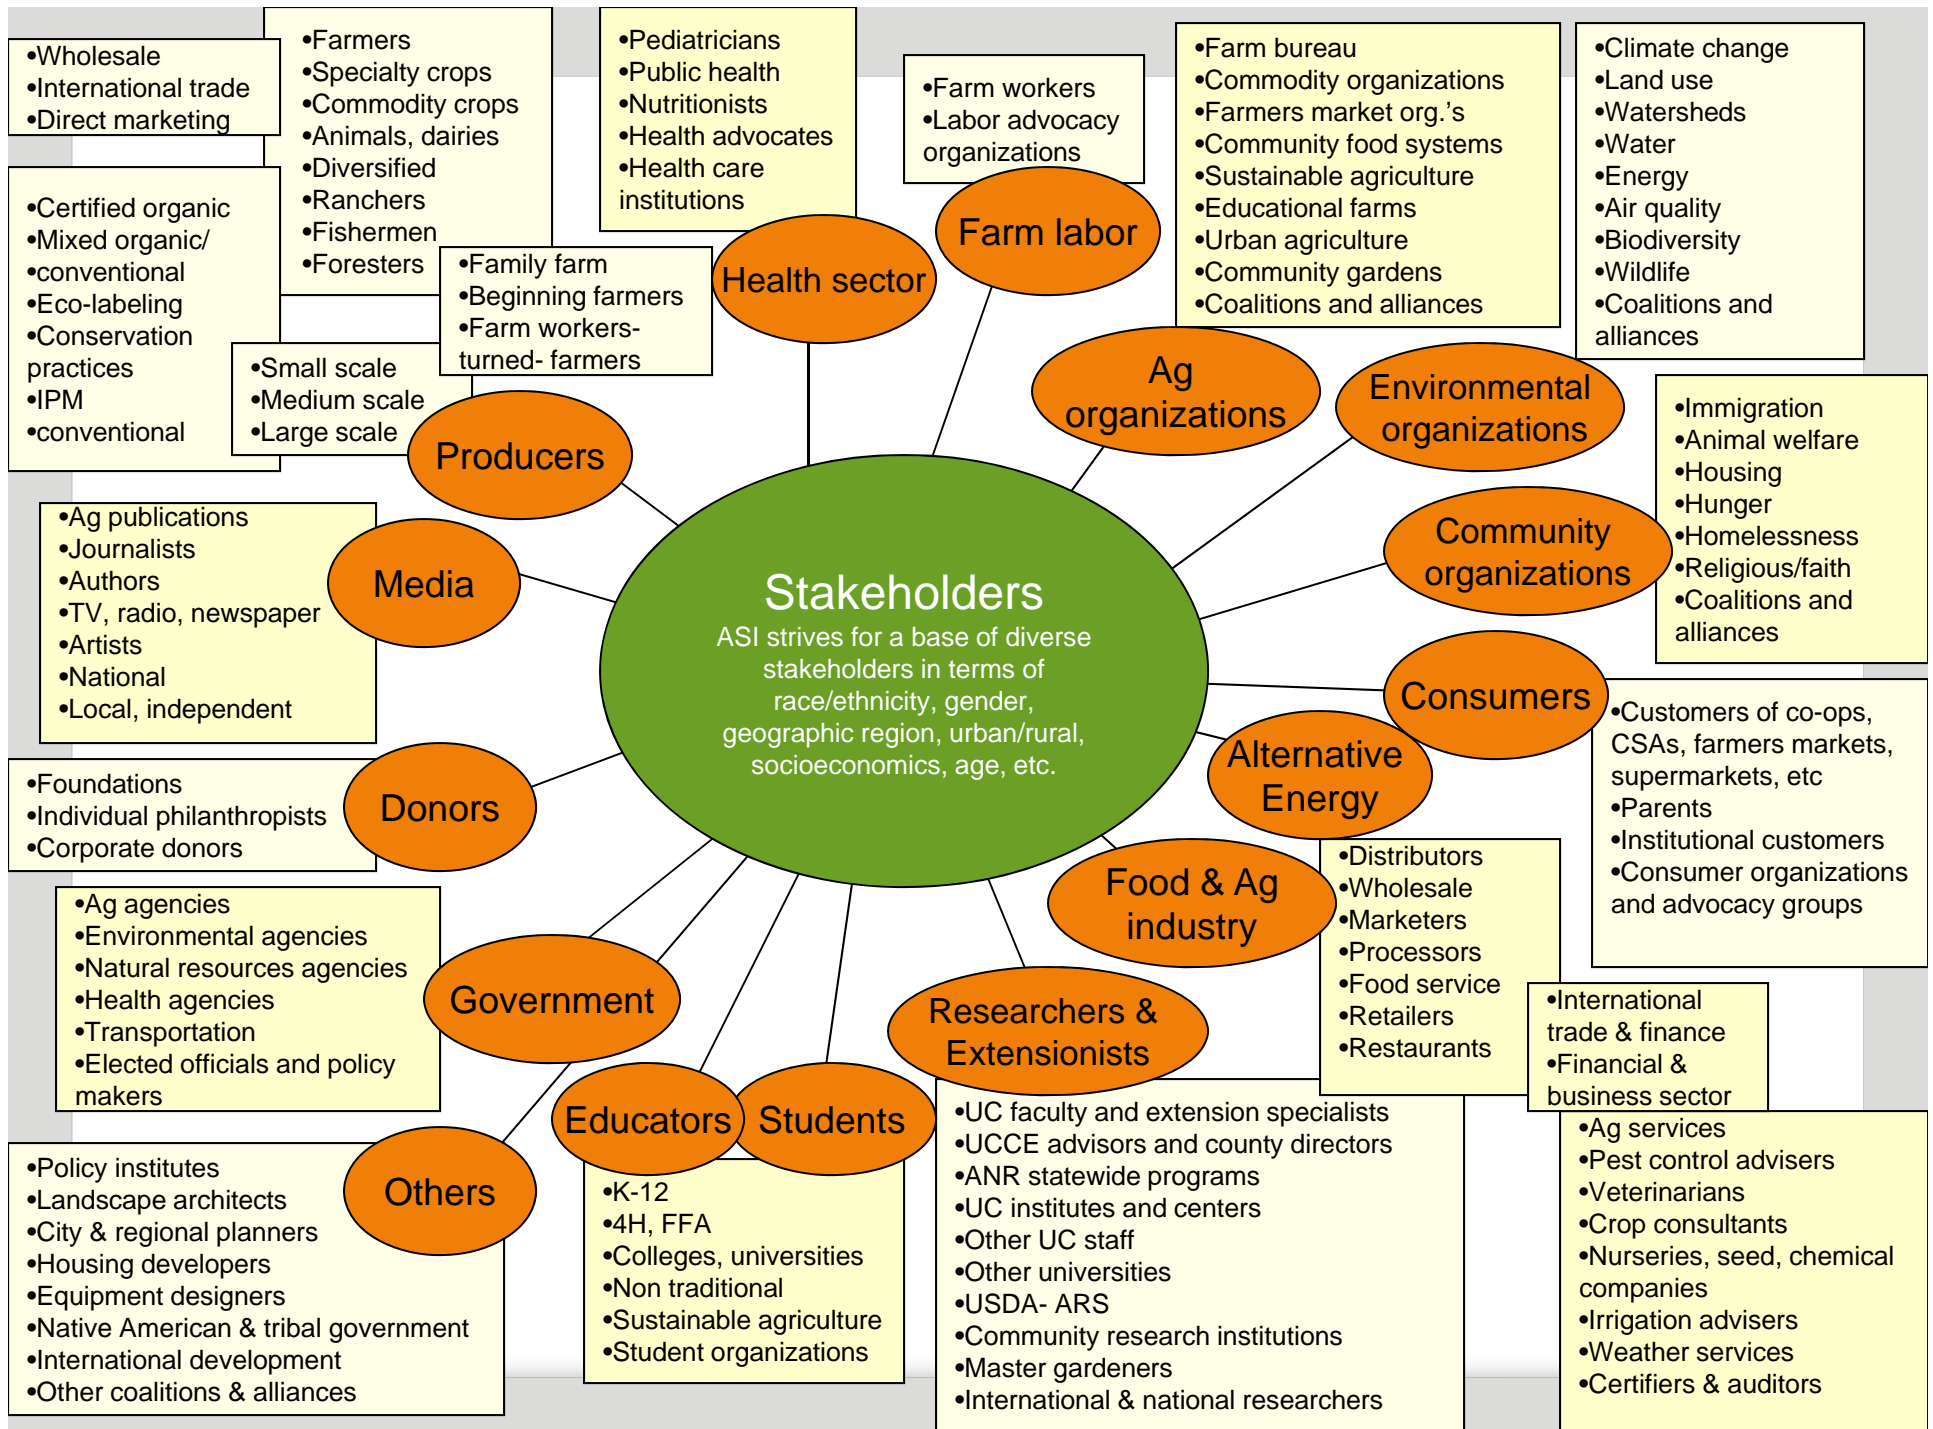 •Wholesale
•International trade
•Direct marketing
•Farmers
•Specialty crops
•Commodity crops
•Animals, dairies
•Diversified
•Ranchers
•Fishermen
•Foresters
•Certified organic
•Mixed organic/
•conventional
•Eco-labeling
•Conservation
practices
•IPM
•conventional
•Small scale
•Medium scale
•Large scale
•Family farm
•Beginning farmers
•Farm workers-
turned- farmers
Producers
•Pediatricians
•Public health
•Nutritionists
•Health advocates
•Health care
institutions
Health sector
•Farm workers
•Labor advocacy
organizations
Farm labor
•Farm bureau
•Commodity organizations
•Farmers market org.'s
•Community food systems
•Sustainable agriculture
•Educational farms
•Urban agriculture
•Community gardens
•Coalitions and alliances
Ag
organizations
•Climate change
•Land use
•Watersheds
•Water
•Energy
•Air quality
•Biodiversity
•Wildlife
•Coalitions and
alliances
Environmental
organizations
•Immigration
•Animal welfare
•Housing
•Hunger
•Homelessness
•Religious/faith
•Coalitions and
alliances
Community
organizations
•Ag publications
•Journalists
•Authors
•TV, radio, newspaper
•Artists
•National
•Local, independent
Media
Stakeholders
ASI strives for a base of diverse
stakeholders in terms of
race/ethnicity, gender,
geographic region, urban/rural,
socioeconomics, age, etc.
Consumers
•Customers of co-ops,
CSAs, farmers markets,
supermarkets, etc
•Parents
•Institutional customers
•Consumer organizations
and advocacy groups
Alternative
Energy
•Foundations
•Individual philanthropists
•Corporate donors
Donors
Food & Ag
industry
•Distributors
•Wholesale
•Marketers
•Processors
•Food service
•Retailers
•Restaurants
•International
trade & finance
•Financial &
business sector
•Ag services
•Pest control advisers
•Veterinarians
•Crop consultants
•Nurseries, seed, chemical
companies
•Irrigation advisers
•Weather services
•Certifiers & auditors
•Ag agencies
•Environmental agencies
•Natural resources agencies
•Health agencies
•Transportation
•Elected officials and policy
makers
Government
Researchers &
Extensionists
•UC faculty and extension specialists
•UCCE advisors and county directors
•ANR statewide programs
•UC institutes and centers
•Other UC staff
•Other universities
•USDA- ARS
•Community research institutions
•Master gardeners
•International & national researchers
Educators
Students
•K-12
•4H, FFA
•Colleges, universities
•Non traditional
•Sustainable agriculture
•Student organizations
•Policy institutes
•Landscape architects
•City & regional planners
•Housing developers
•Equipment designers
•Native American & tribal government
•International development
•Other coalitions & alliances
Others